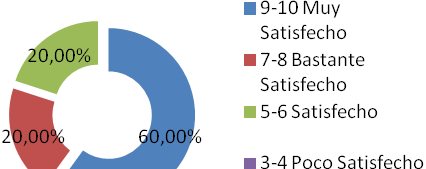 9-10 Muy
Satisfecho
7-8 Bastante
Satisfecho
5-6 Satisfecho
3-4 Poco Satisfecho
20,00%
20,00%
60,00%